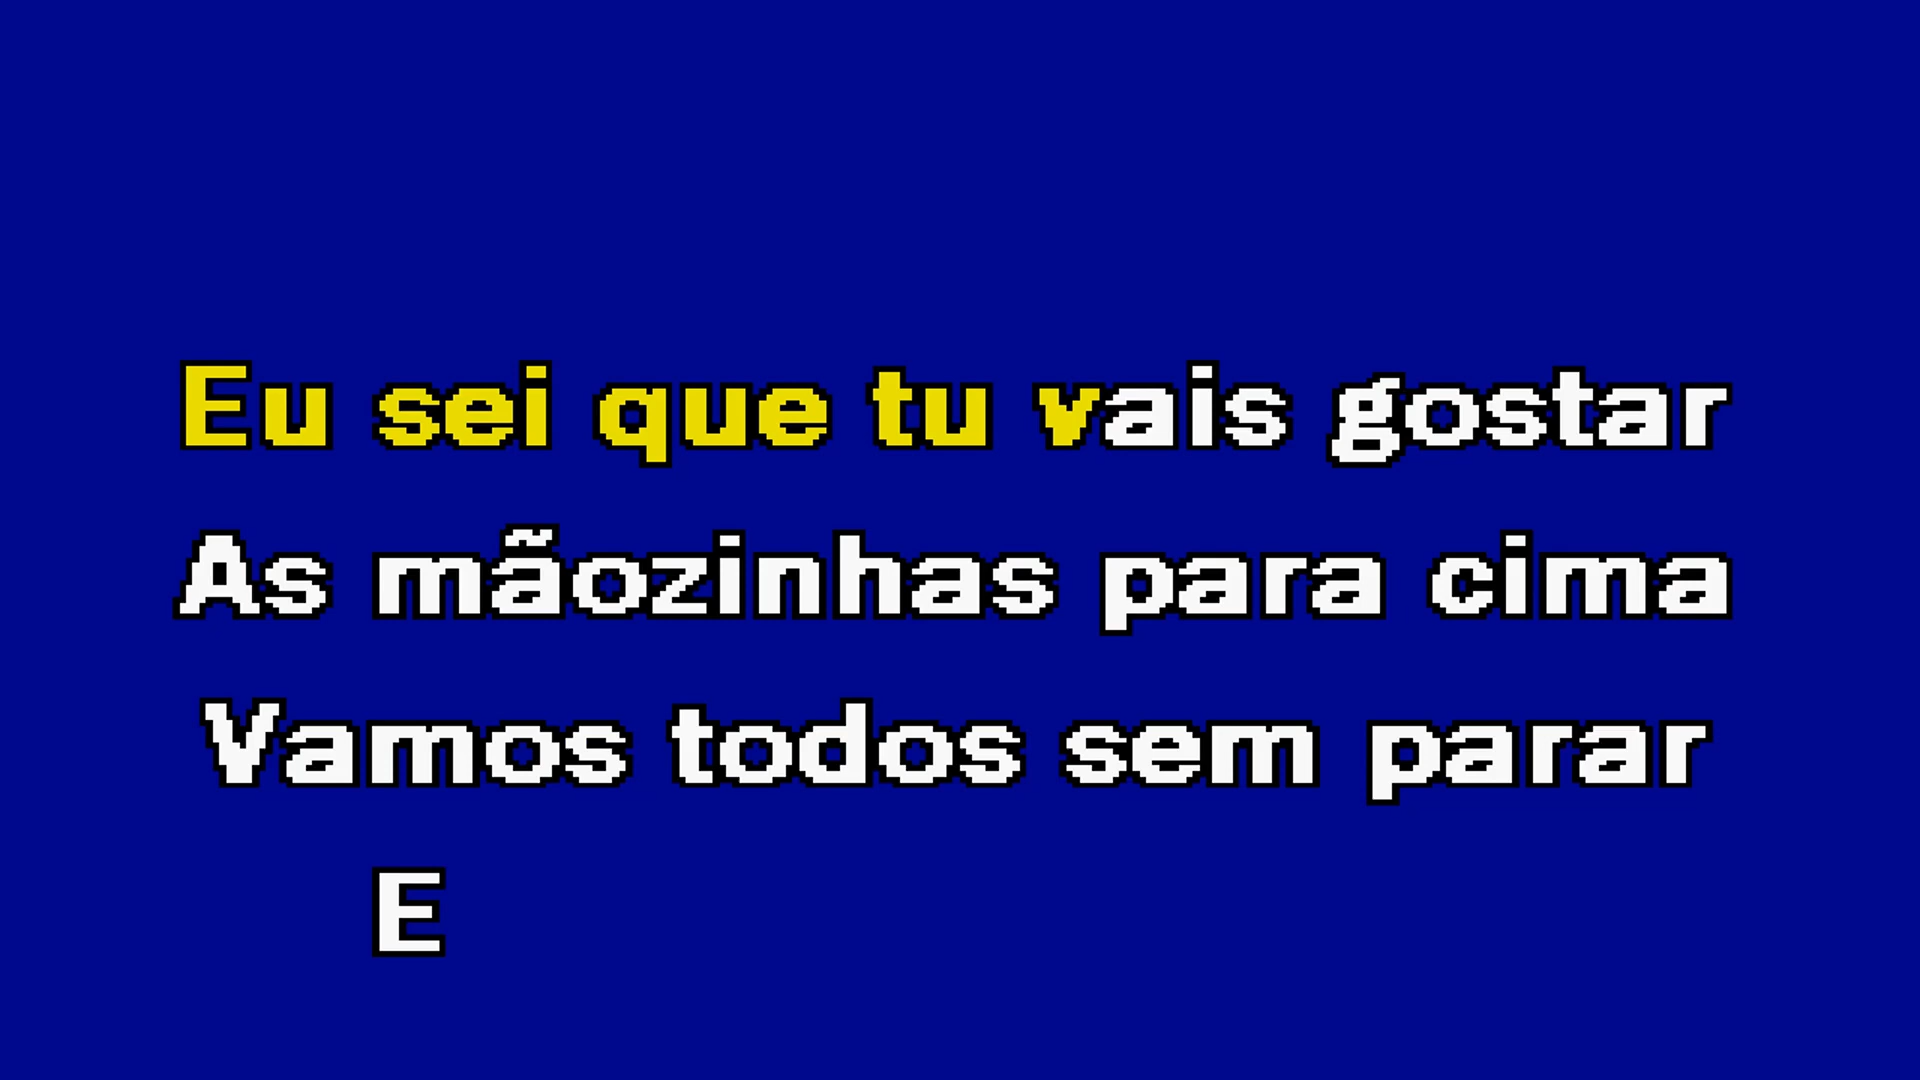 Eu sei que tu vais gostar
As mãozinhas para cima
Vamos todos sem parar
E